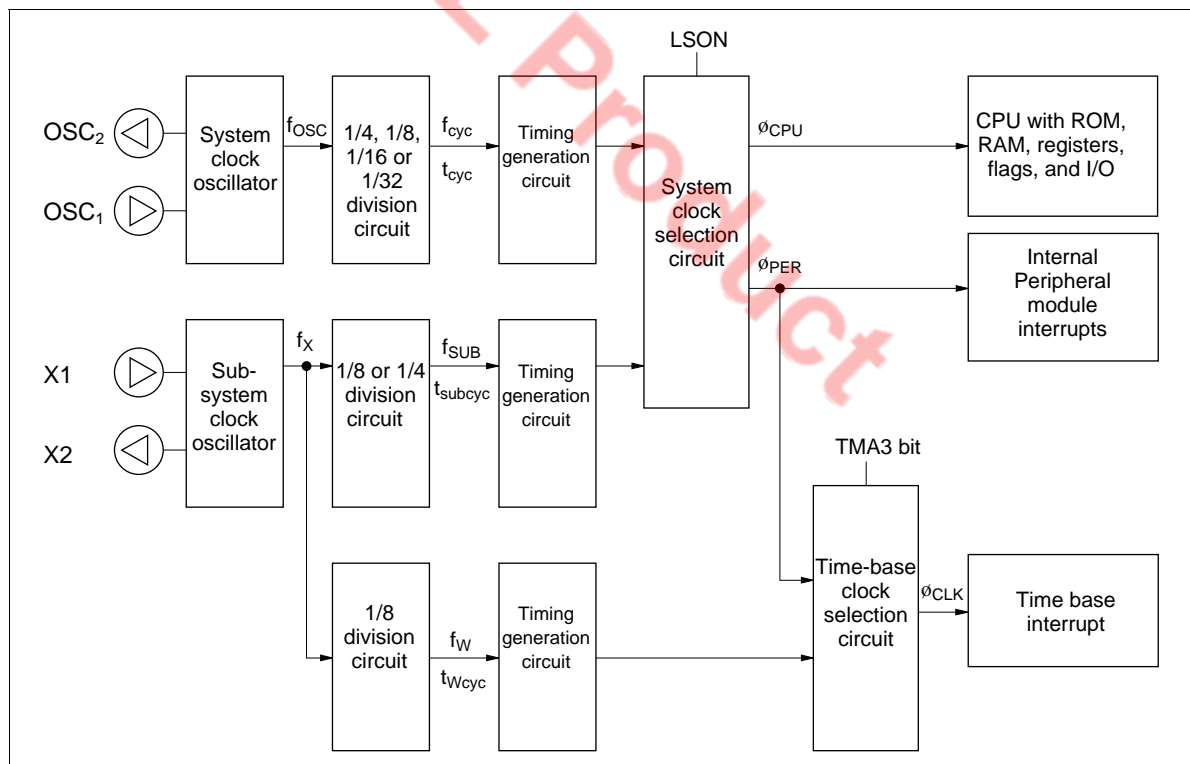 LSON
OSC2
OSC1
System
clock
oscillator
fOSC
1/4, 1/8,
1/16 or
1/32
division
circuit
fcyc
tcyc
Timing
generation
circuit
System
clock
selection
circuit
øCPU
øPER
CPU with ROM,
RAM, registers,
flags, and I/O
Internal
Peripheral
module
interrupts
X1
X2
Sub-
system
clock
oscillator
fX
1/8 or 1/4
division
circuit
fSUB
tsubcyc
Timing
generation
circuit
TMA3 bit
1/8
division
circuit
fW
tWcyc
Timing
generation
circuit
Time-base
clock
selection
circuit
øCLK
Time base
interrupt
Product